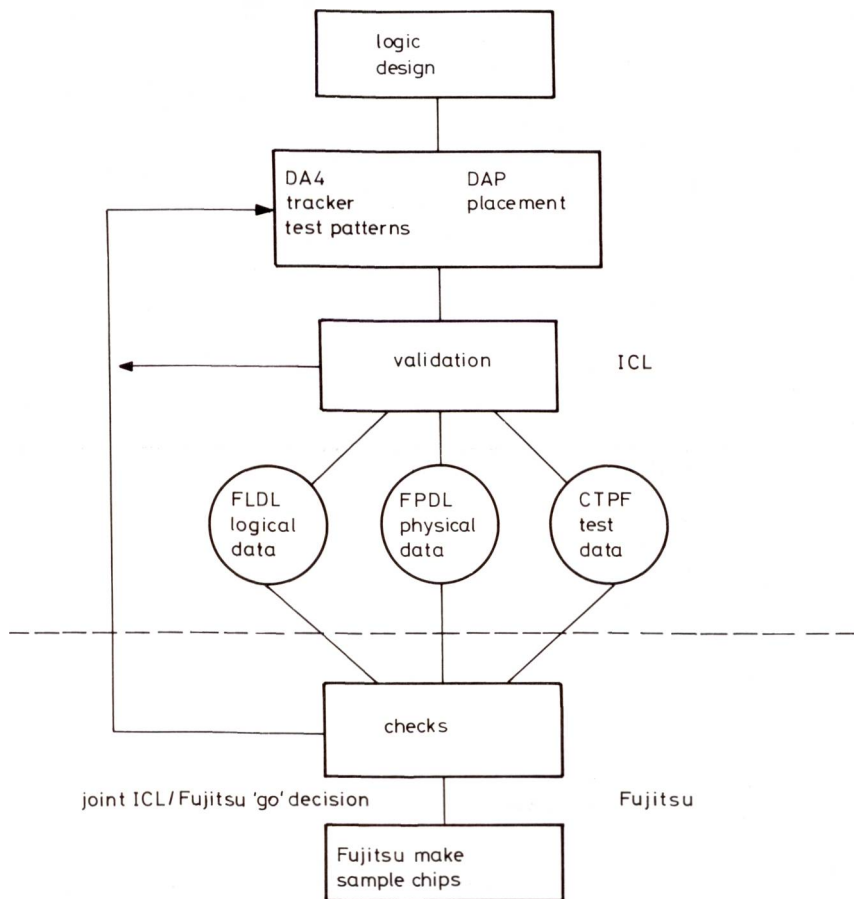 logic
design
DA4
tracker
test patterns
DAP
placement
validation
ICL
FLDL
logical
data
FPDL
physical
data
CTPF
test
data
checks
joint ICL/Fujitsu 'go' decision
Fujitsu
Fujitsu make
sample chips